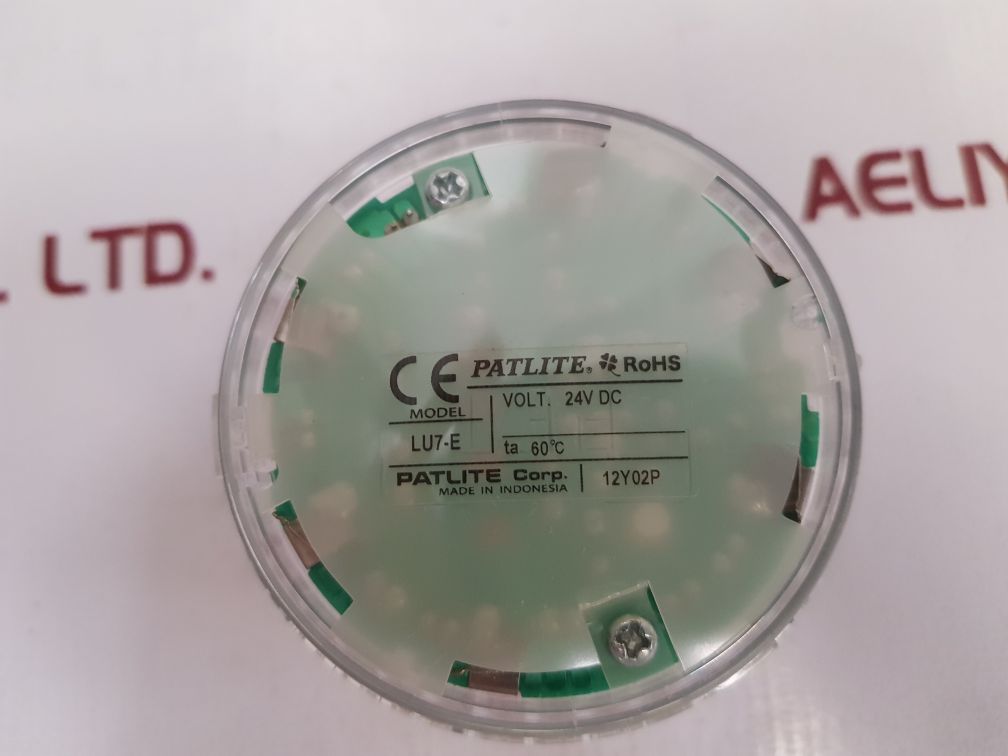 AELIY
LTD.
CE PATLITE® RoHS
MODEL
VOLT. 24V DC
LU7-E
ta 60°C
PATLITE Corp.
MADE IN INDONESIA
12Y02P